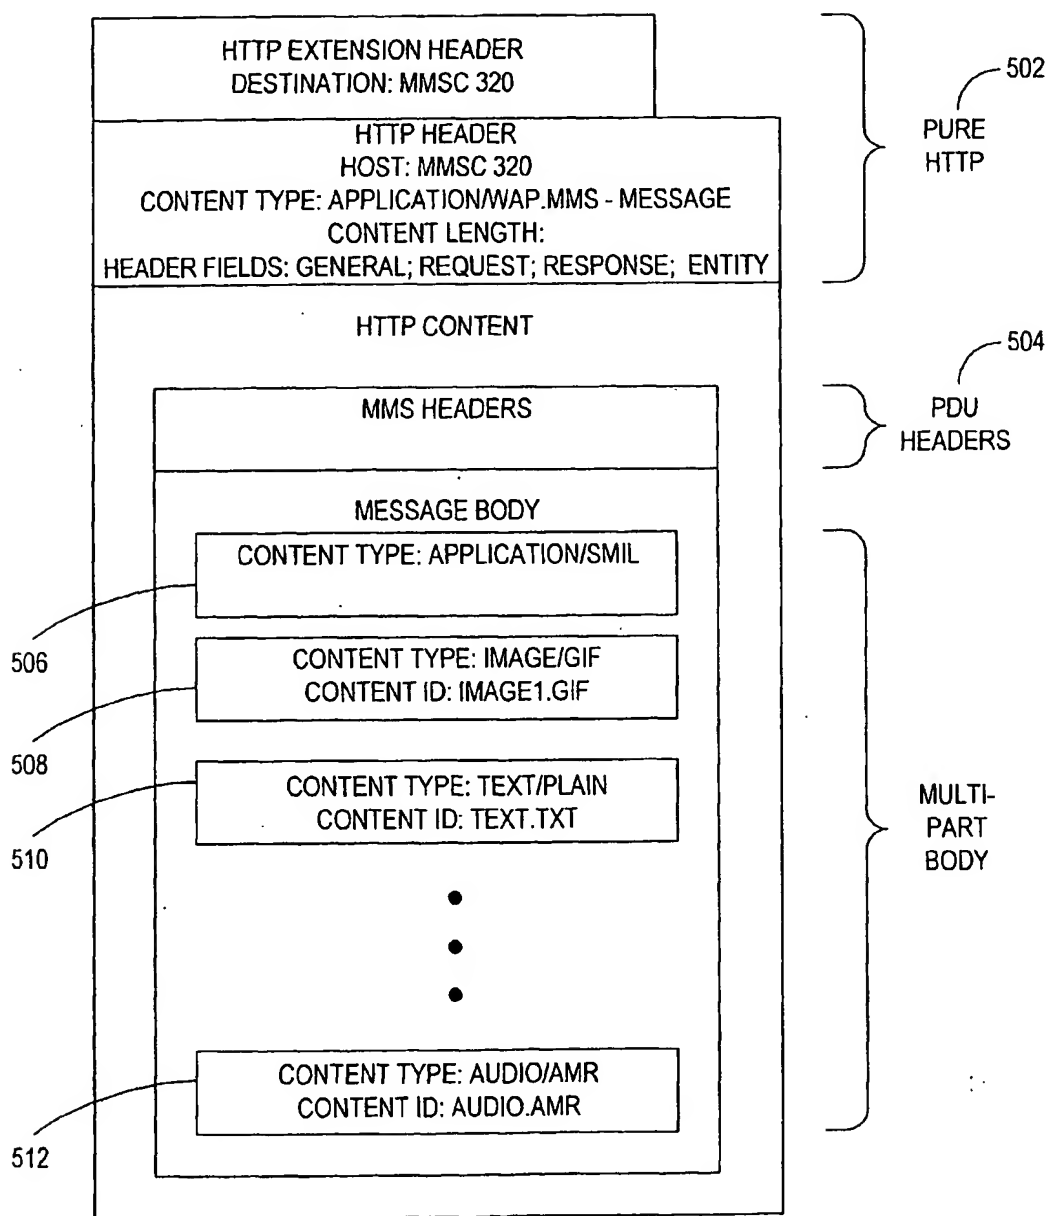 HTTP EXTENSION HEADER
DESTINATION: MMSC 320
502
PURE
HTTP
HTTP HEADER
HOST: MMSC 320
CONTENT TYPE: APPLICATION/WAP.MMS - MESSAGE
CONTENT LENGTH:
HEADER FIELDS: GENERAL; REQUEST; RESPONSE; ENTITY
HTTP CONTENT
504
PDU
HEADERS
MMS HEADERS
MESSAGE BODY
CONTENT TYPE: APPLICATION/SMIL
506
CONTENT TYPE: IMAGE/GIF
CONTENT ID: IMAGE1.GIF
508
CONTENT TYPE: TEXT/PLAIN
CONTENT ID: TEXT.TXT
510
MULTI-
PART
BODY
CONTENT TYPE: AUDIO/AMR
CONTENT ID: AUDIO.AMR
512